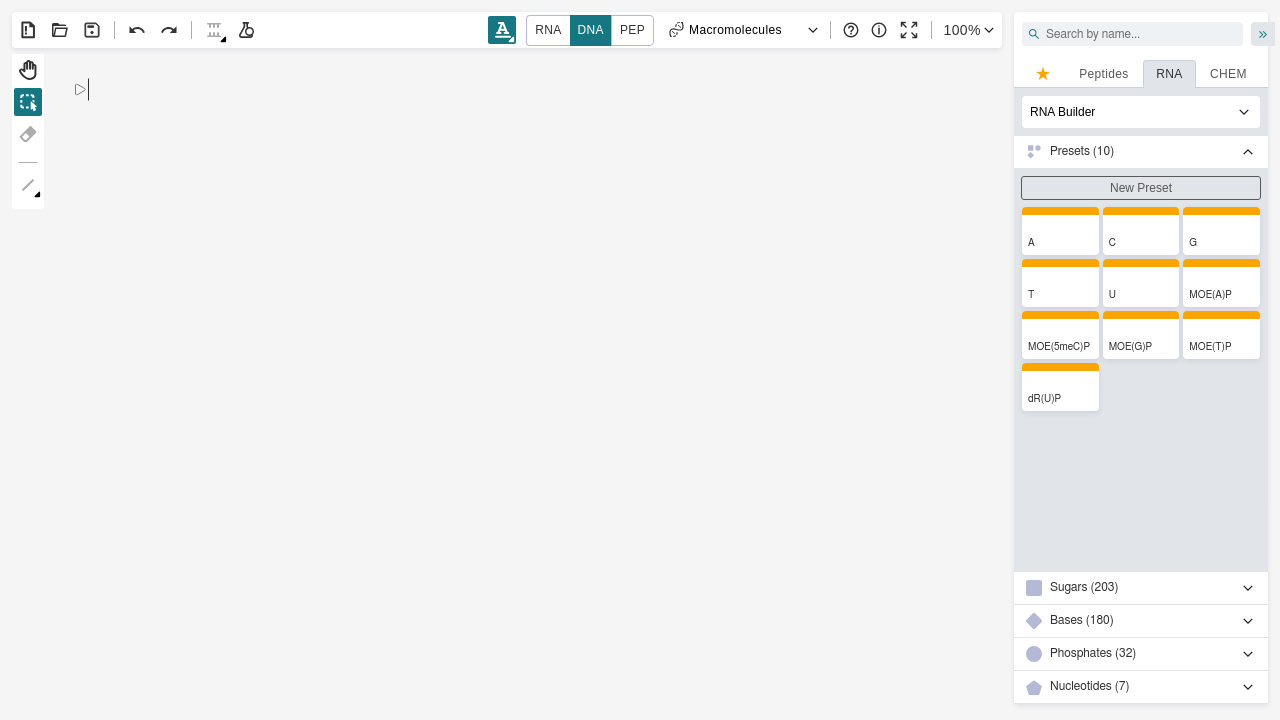 A
RNA
DNA
PEP
Macromolecules
100%
Search by name...
Peptides
RNA
CHEM
RNA Builder
Presets (10)
New Preset
A
C
G
T
U
MOE(A)P
MOE(5meC)P
MOE(G)P
MOE(T)P
dR(U)P
Sugars (203)
Bases (180)
Phosphates (32)
Nucleotides (7)